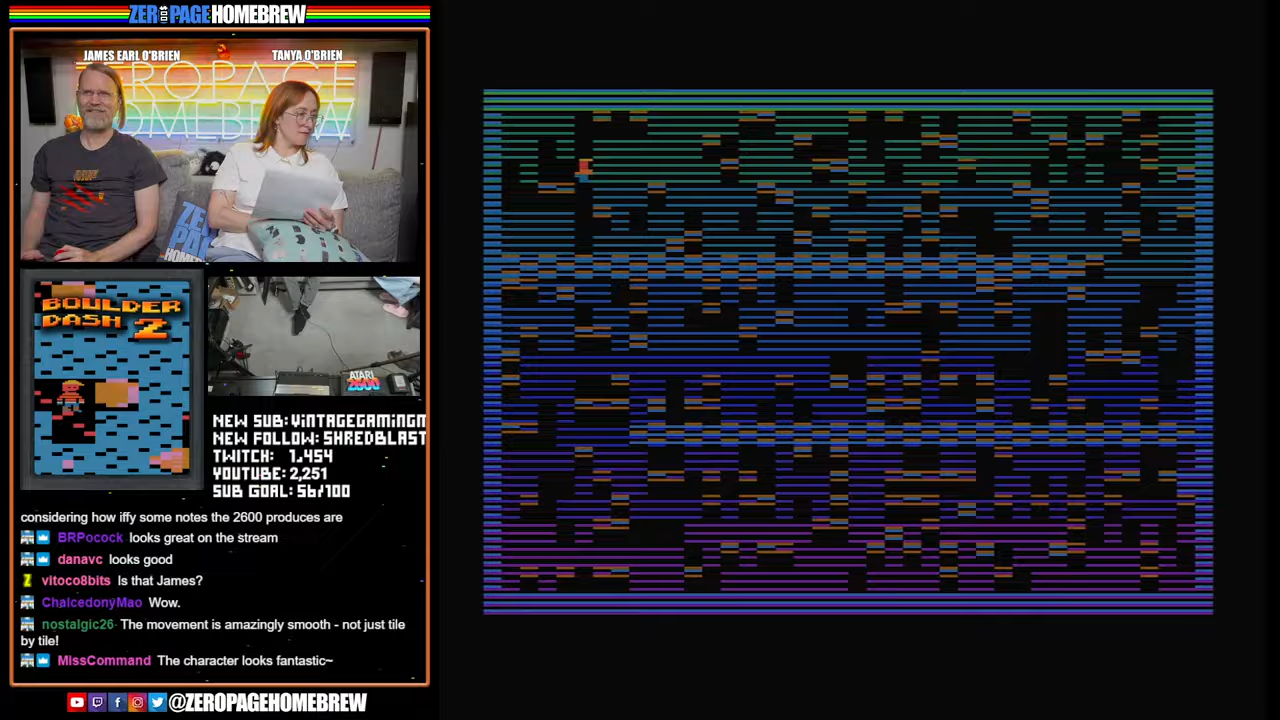 ZEROPAGE HOMEBREW
JAMES EARL O'BRIEN
TANYA O'BRIEN
ROPAGE
OMEBREW
BOULDER
DASH 2
ATARI
2600
NEW SUB: VINTAGEGAMINGM
NEW FOLLOW: SHREDBLAST
TWITCH: 1,454
YOUTUBE: 2,251
SUB GOAL: 56/100
considering how iffy some notes the 2600 produces are
BRPocock looks great on the stream
danavc looks good
vitoco8bits Is that James?
ChalcedonyMao Wow.
nostalgic26 The movement is amazingly smooth - not just tile
by tile!
MissCommand The character looks fantastic~
@ZEROPAGEHOMEBREW